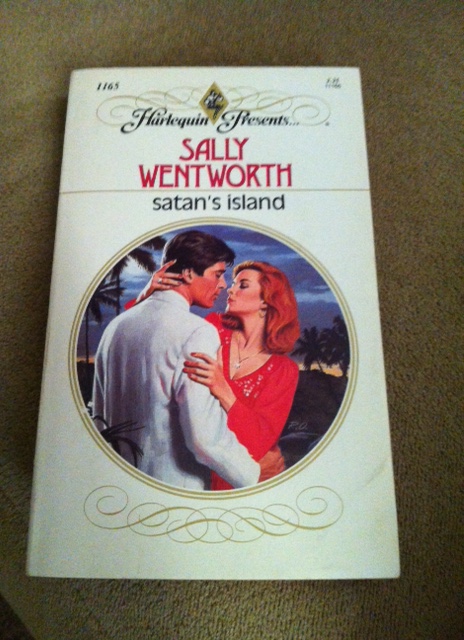 1165
Harlequin Presents...
SALLY
WENTWORTH
satan's island